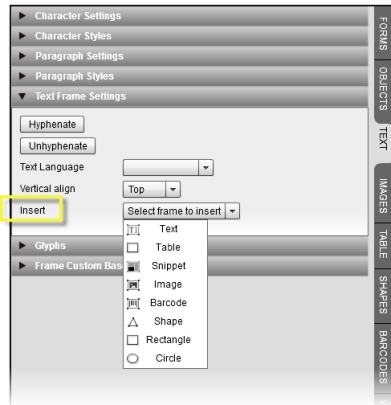 Character Settings
Character Styles
Paragraph Settings
Paragraph Styles
Text Frame Settings
Hyphenate
Unhyphenate
Text Language
Vertical align
Top
Insert
Select frame to insert
Text
Table
Snippet
Image
Barcode
Shape
Rectangle
Circle
Glyphs
Frame Custom Bas
FORMS
OBJECTS
TEXT
IMAGES
TABLE
SHAPES
BARCODES